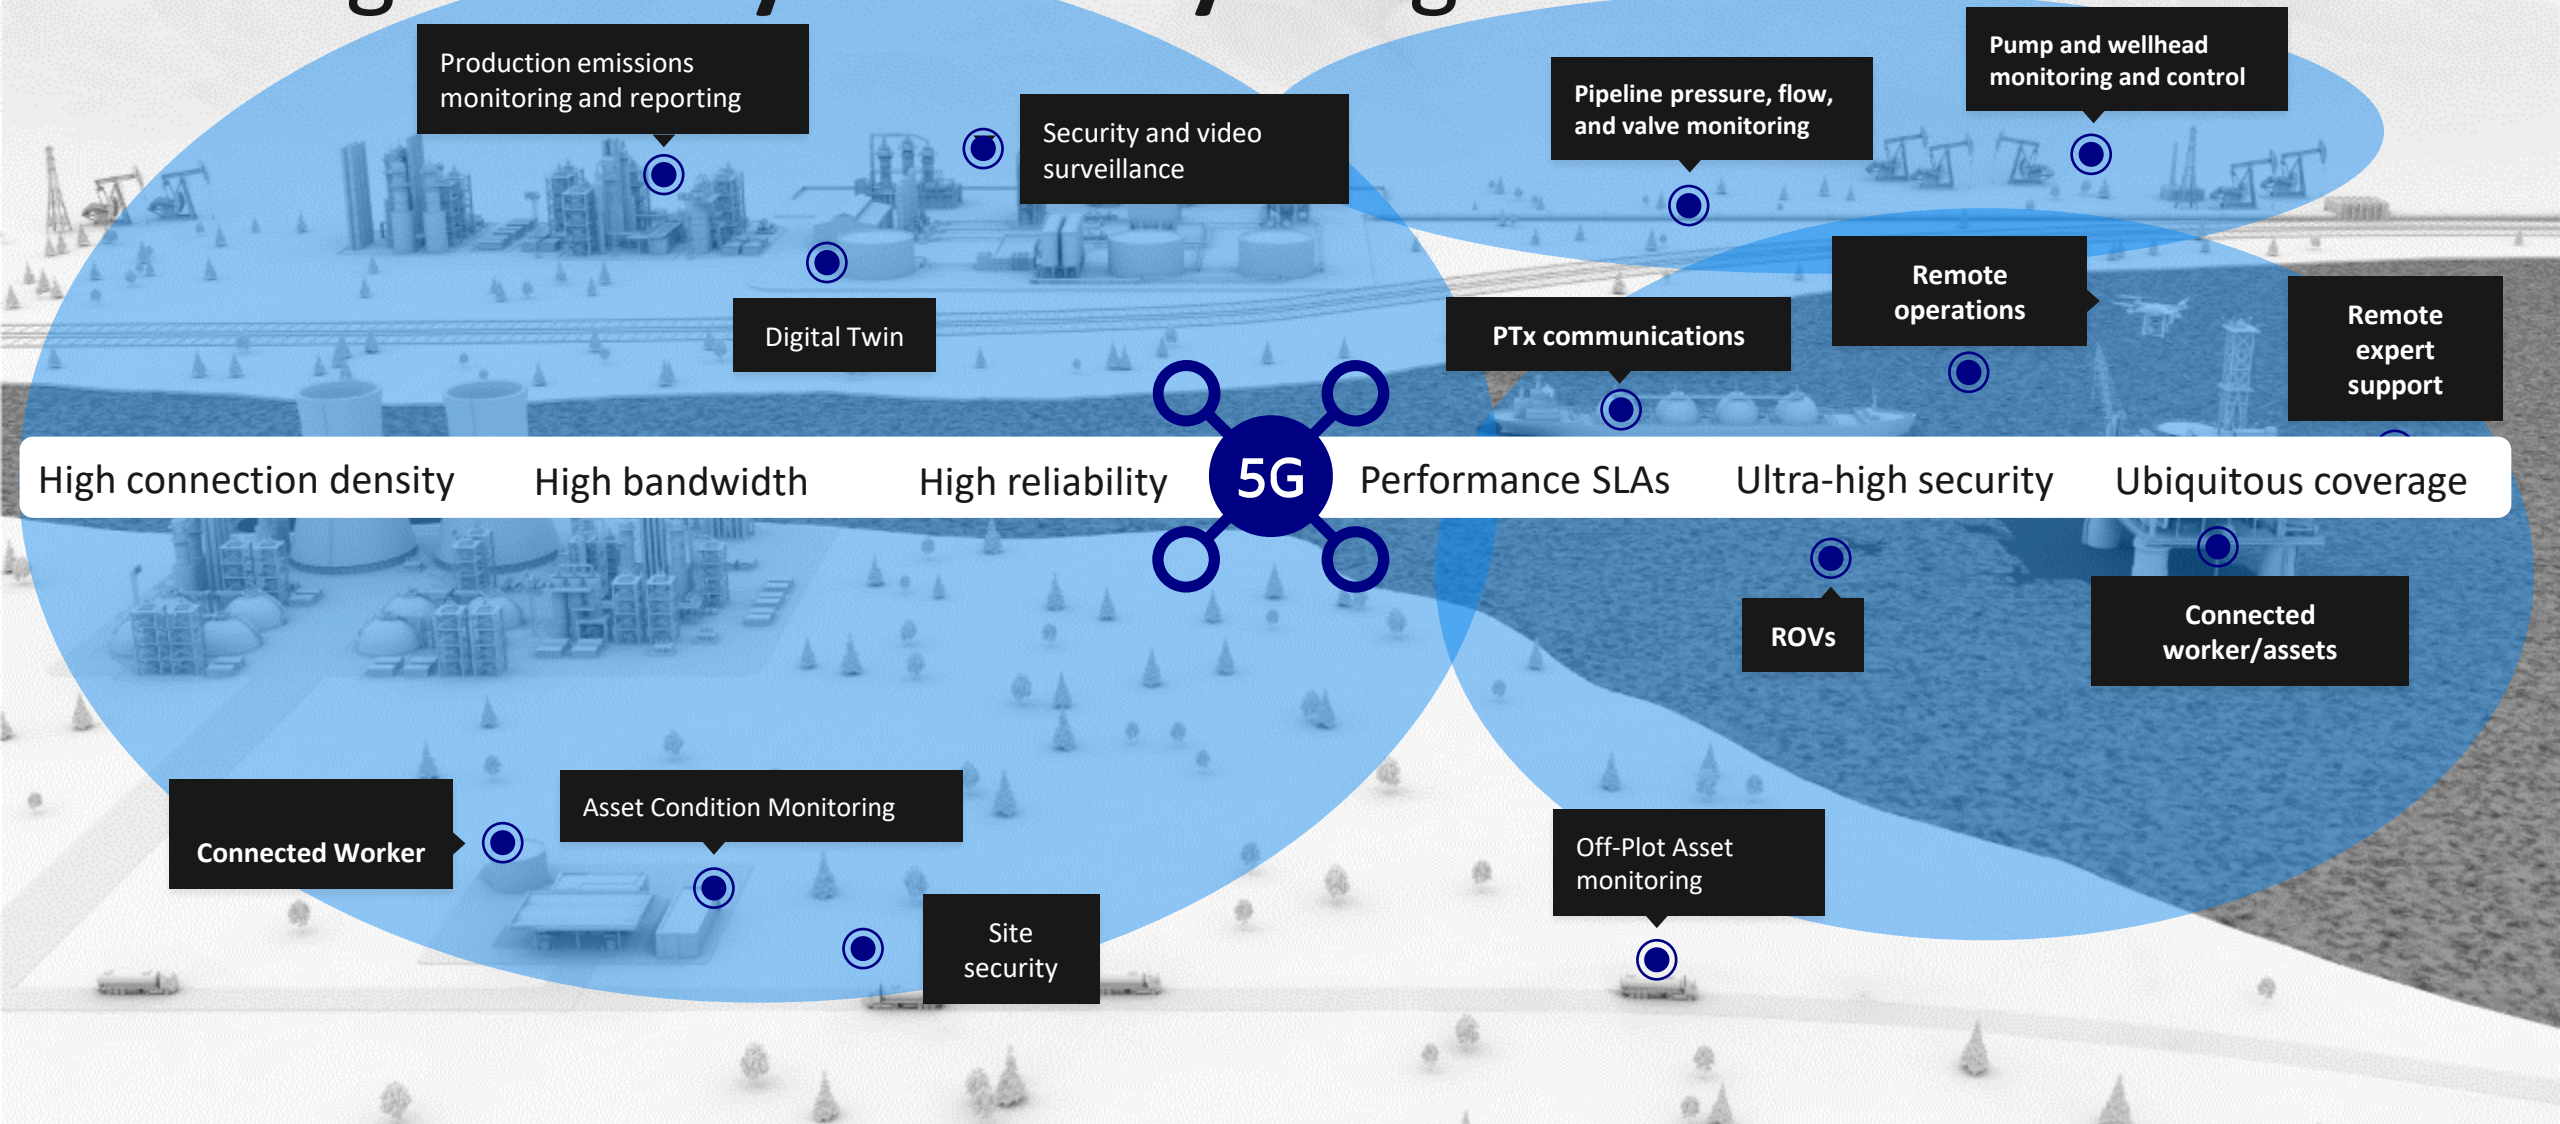 Production emissions
monitoring and reporting
Security and video
surveillance
Pipeline pressure, flow,
and valve monitoring
Pump and wellhead
monitoring and control
Digital Twin
PTx communications
Remote
operations
Remote
expert
support
High connection density
High bandwidth
High reliability
5G
Performance SLAs
Ultra-high security
Ubiquitous coverage
ROVs
Connected
worker/assets
Connected Worker
Asset Condition Monitoring
Site
security
Off-Plot Asset
monitoring